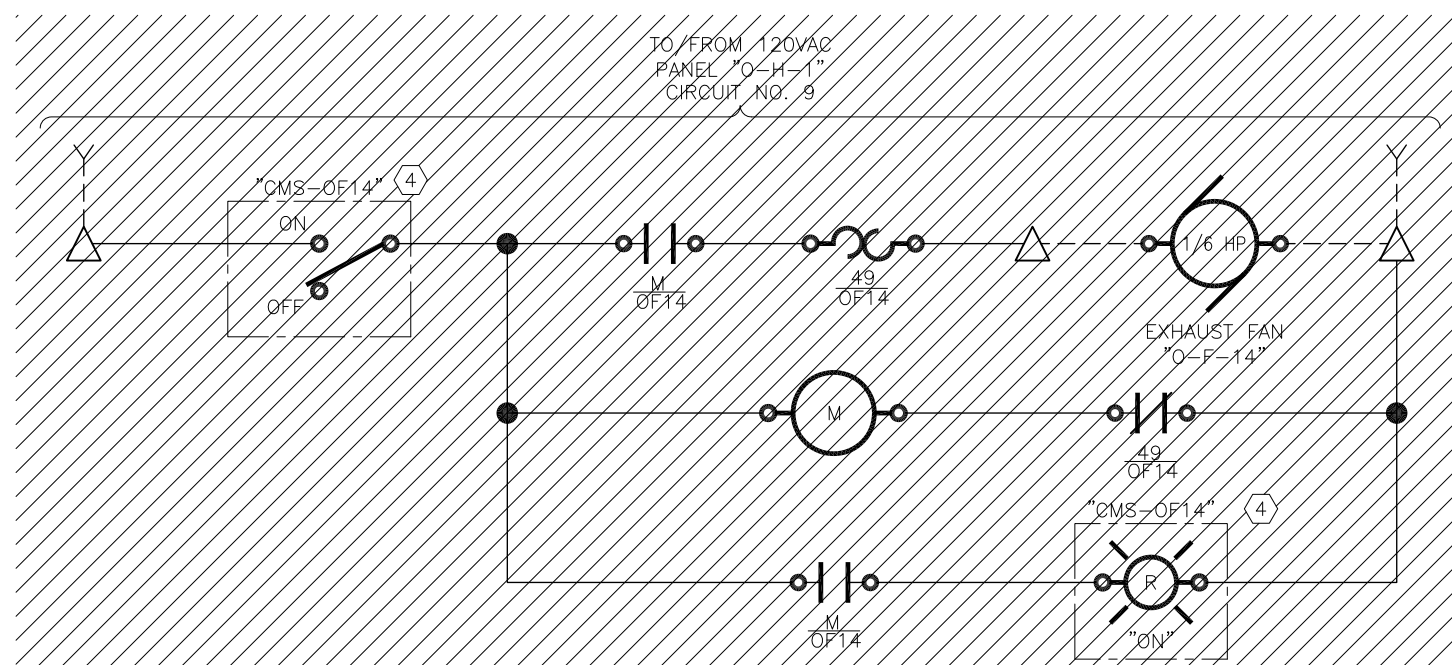 TO/FROM 120VAC
PANEL "O-H-1"
CIRCUIT NO. 9
"CMS-OF14" 4
ON
OFF
M
OF14
49
OF14
1/6 HP
EXHAUST FAN
"O-F-14"
M
49
OF14
"CMS-OF14" 4
M
OF14
R
"ON"